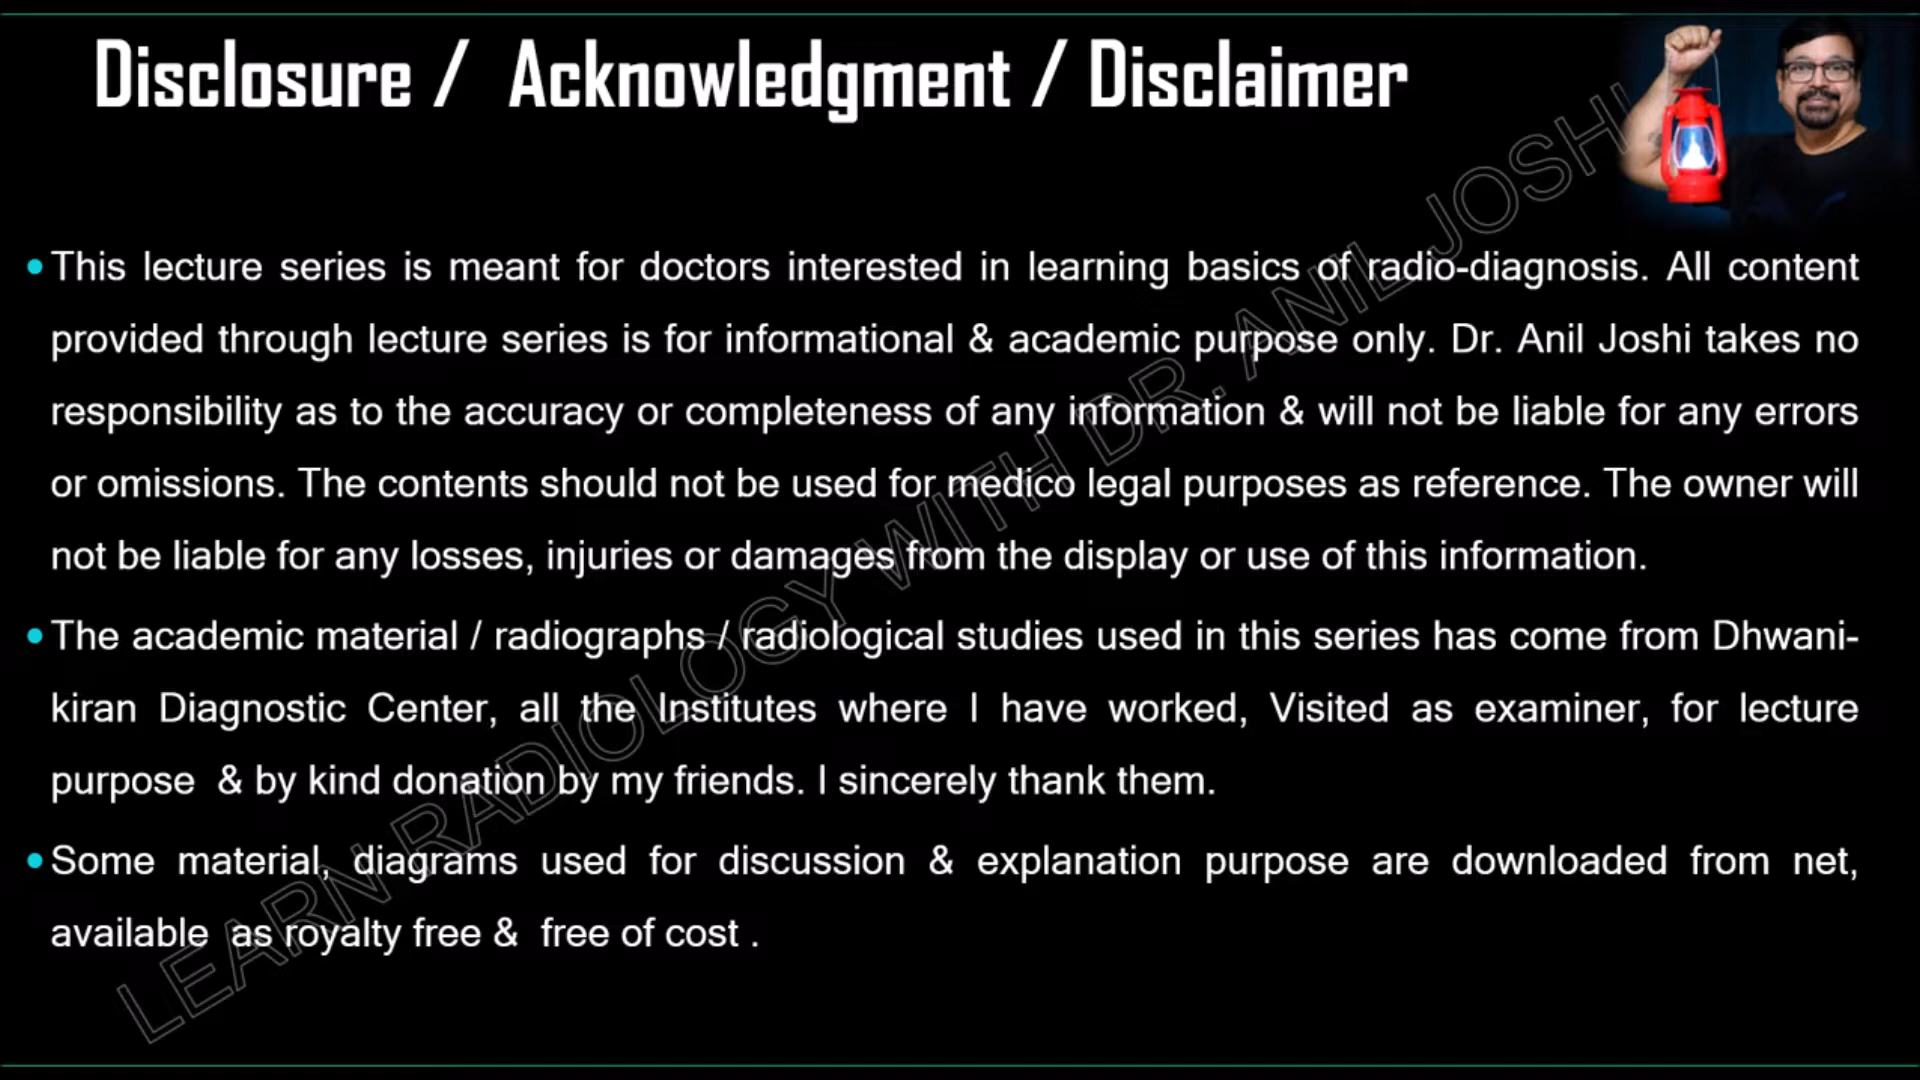 Disclosure / Acknowledgment / Disclaimer
•This lecture series is meant for doctors interested in learning basics of radio-diagnosis. All content
provided through lecture series is for informational & academic purpose only. Dr. Anil Joshi takes no
responsibility as to the accuracy or completeness of any information & will not be liable for any errors
or omissions. The contents should not be used for medico legal purposes as reference. The owner will
not be liable for any losses, injuries or damages from the display or use of this information.
•The academic material / radiographs / radiological studies used in this series has come from Dhwani-
kiran Diagnostic Center, all the Institutes where I have worked, Visited as examiner, for lecture
purpose & by kind donation by my friends. I sincerely thank them.
•Some material, diagrams used for discussion & explanation purpose are downloaded from net,
available as royalty free & free of cost .
LEARN RADIOLOGY WITH DR. ANIL JOSHI